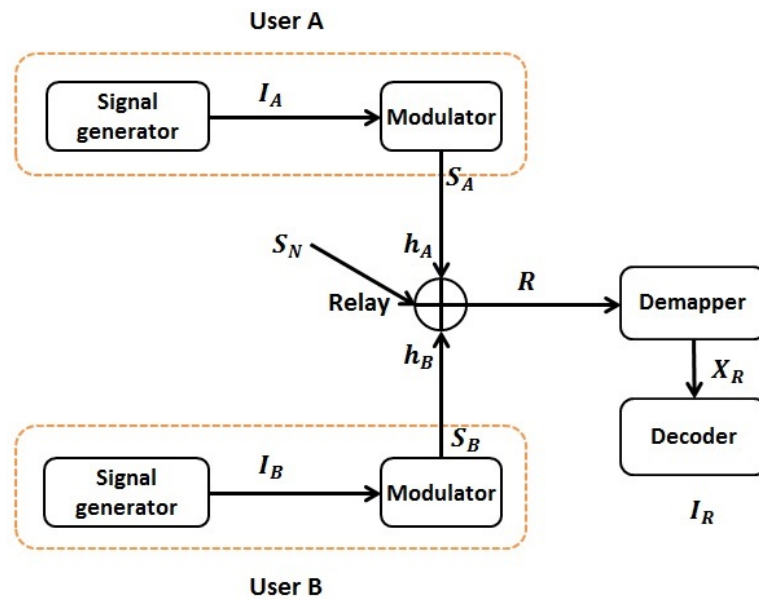 User A
Signal
generator
I_A
Modulator
S_A
S_N
h_A
Relay
R
Demapper
h_B
X_R
Decoder
S_B
Signal
generator
I_B
Modulator
I_R
User B